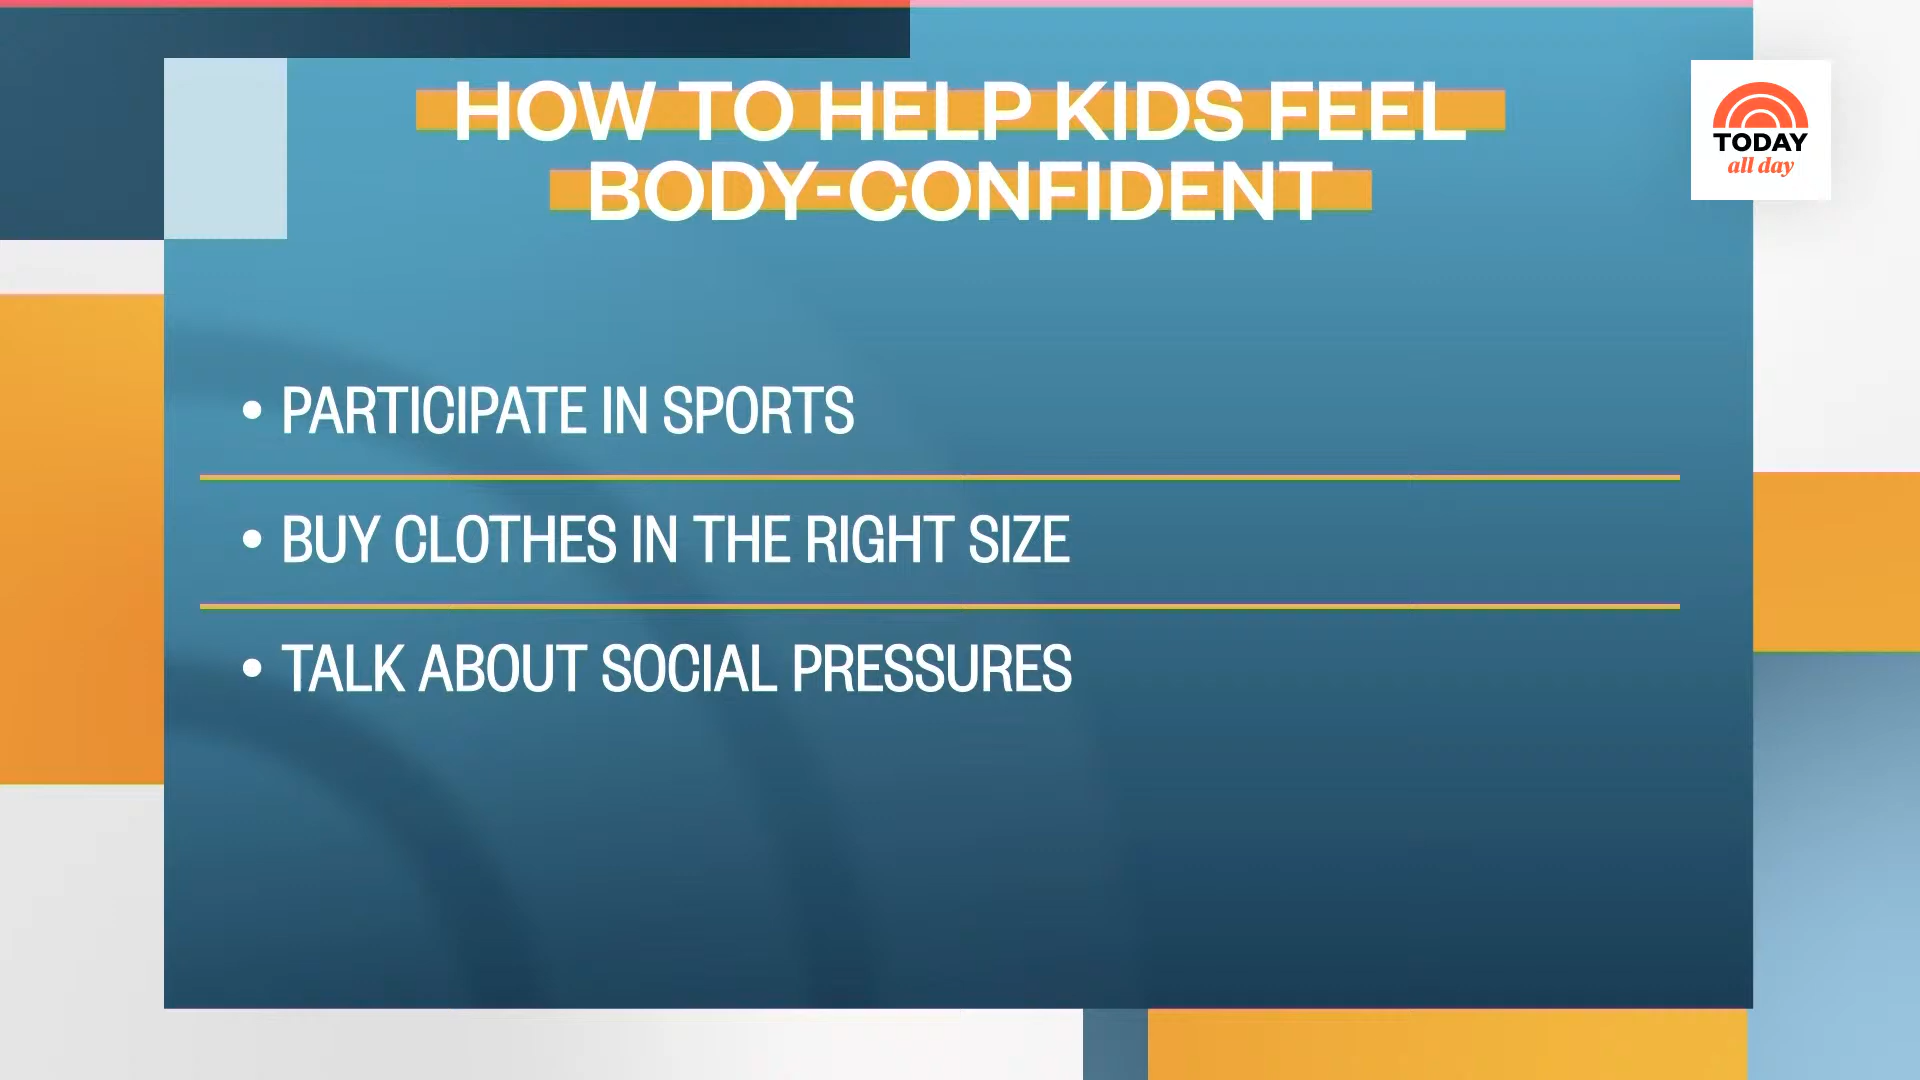 HOW TO HELP KIDS FEEL
BODY-CONFIDENT
TODAY
all day
• PARTICIPATE IN SPORTS
• BUY CLOTHES IN THE RIGHT SIZE
• TALK ABOUT SOCIAL PRESSURES